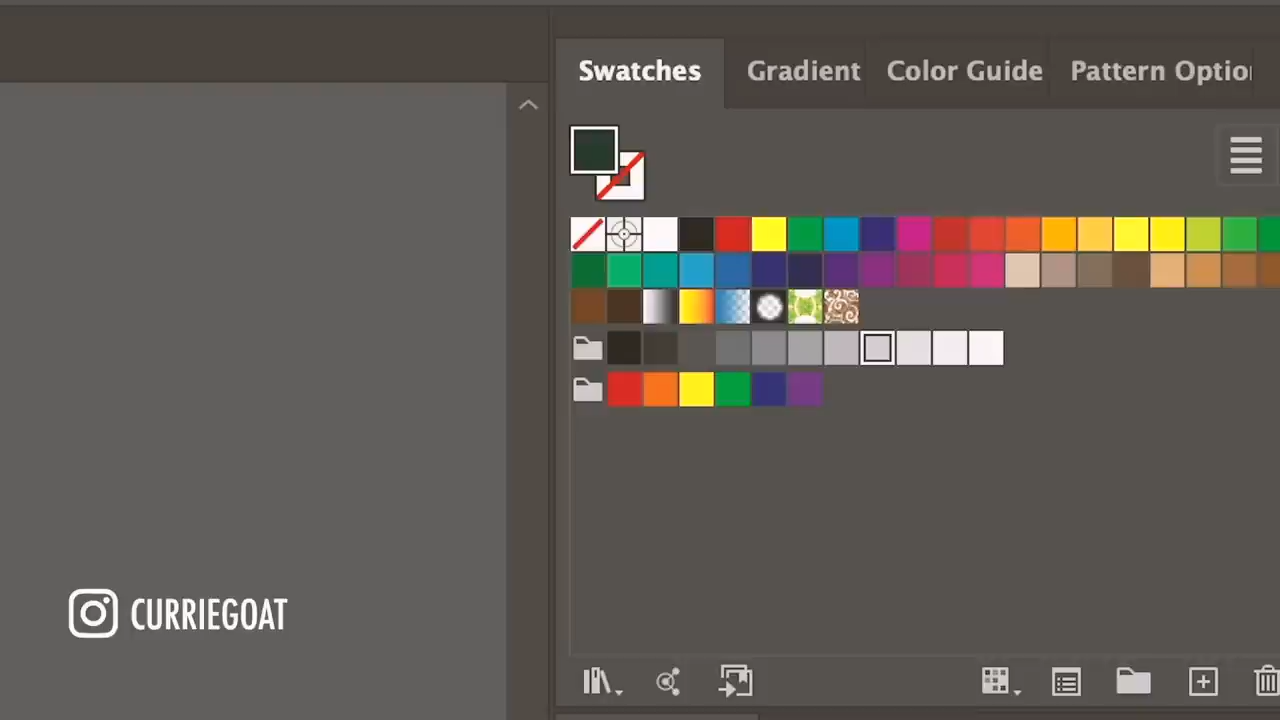 Swatches
Gradient
Color Guide
Pattern Optio
CURRIEGOAT